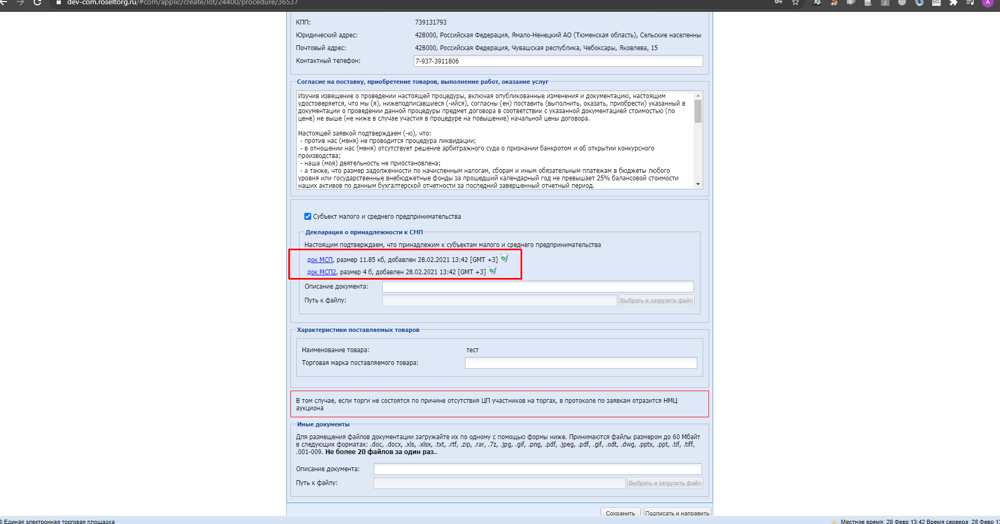 dev-com.roseltorg.ru/#com/applic/create/lot/24400/procedure/36537
КПП: 739131793
Юридический адрес: 428000, Российская Федерация, Ямало-Ненецкий АО (Тюменская область), Сельские населенны
Почтовый адрес: 428000, Российская Федерация, Чувашская республика, Чебоксары, Яковлева, 15
Контактный телефон: 7-937-3911806
Согласие на поставку, приобретение товаров, выполнение работ, оказание услуг
Изучив извещение о проведении настоящей процедуры, включая опубликованные изменения и документацию, настоящим
удостоверяется, что мы (я), нижеподписавшиеся (-ийся), согласны (ен) поставить (выполнить, оказать, приобрести) указанный в
документации о проведении данной процедуры предмет договора в соответствии с указанной документацией стоимостью (по
цене) не выше (не ниже в случае участия в процедуре на повышение) начальной цены договора.
Настоящей заявкой подтверждаем (-ю), что:
- против нас (меня) не проводится процедура ликвидации;
- в отношении нас (меня) отсутствует решение арбитражного суда о признании банкротом и об открытии конкурсного
производства;
- наша (моя) деятельность не приостановлена;
- а также, что размер задолженности по начисленным налогам, сборам и иным обязательным платежам в бюджеты любого
уровня или государственные внебюджетные фонды за прошедший календарный год не превышает 25% балансовой стоимости
наших активов по данным бухгалтерской отчетности за последний завершенный отчетный период.
Субъект малого и среднего предпринимательства
Декларация о принадлежности к СМП
Настоящим подтверждаем, что принадлежим к субъектам малого и среднего предпринимательства
док МСП, размер 11.85 кб, добавлен 28.02.2021 13:42 [GMT +3]
док МСП2, размер 4 б, добавлен 28.02.2021 13:42 [GMT +3]
Описание документа:
Путь к файлу: Выбрать и загрузить файл
Характеристики поставляемых товаров
Наименование товара: тест
Торговая марка поставляемого товара:
В том случае, если торги не состоятся по причине отсутствия ЦП участников на торгах, в протоколе по заявкам отразится НМЦ
аукциона
Иные документы
Для размещения файлов документации загружайте их по одному с помощью формы ниже. Принимаются файлы размером до 60 Мбайт
в следующих форматах: .doc, .docx, .xls, .xlsx, .txt, .rtf, .zip, .rar, .7z, .jpg, .gif, .png, .pdf, .jpeg, .pdf, .gif, .odt, .dwg, .pptx, .ppt, .tif, .tiff,
.001-009. Не более 20 файлов за один раз..
Описание документа:
Путь к файлу: Выбрать и загрузить файл
Сохранить Подписать и направить
© Единая электронная торговая площадка Местное время: 28 Февр 13:42 Время сервера: 28 Февр 13